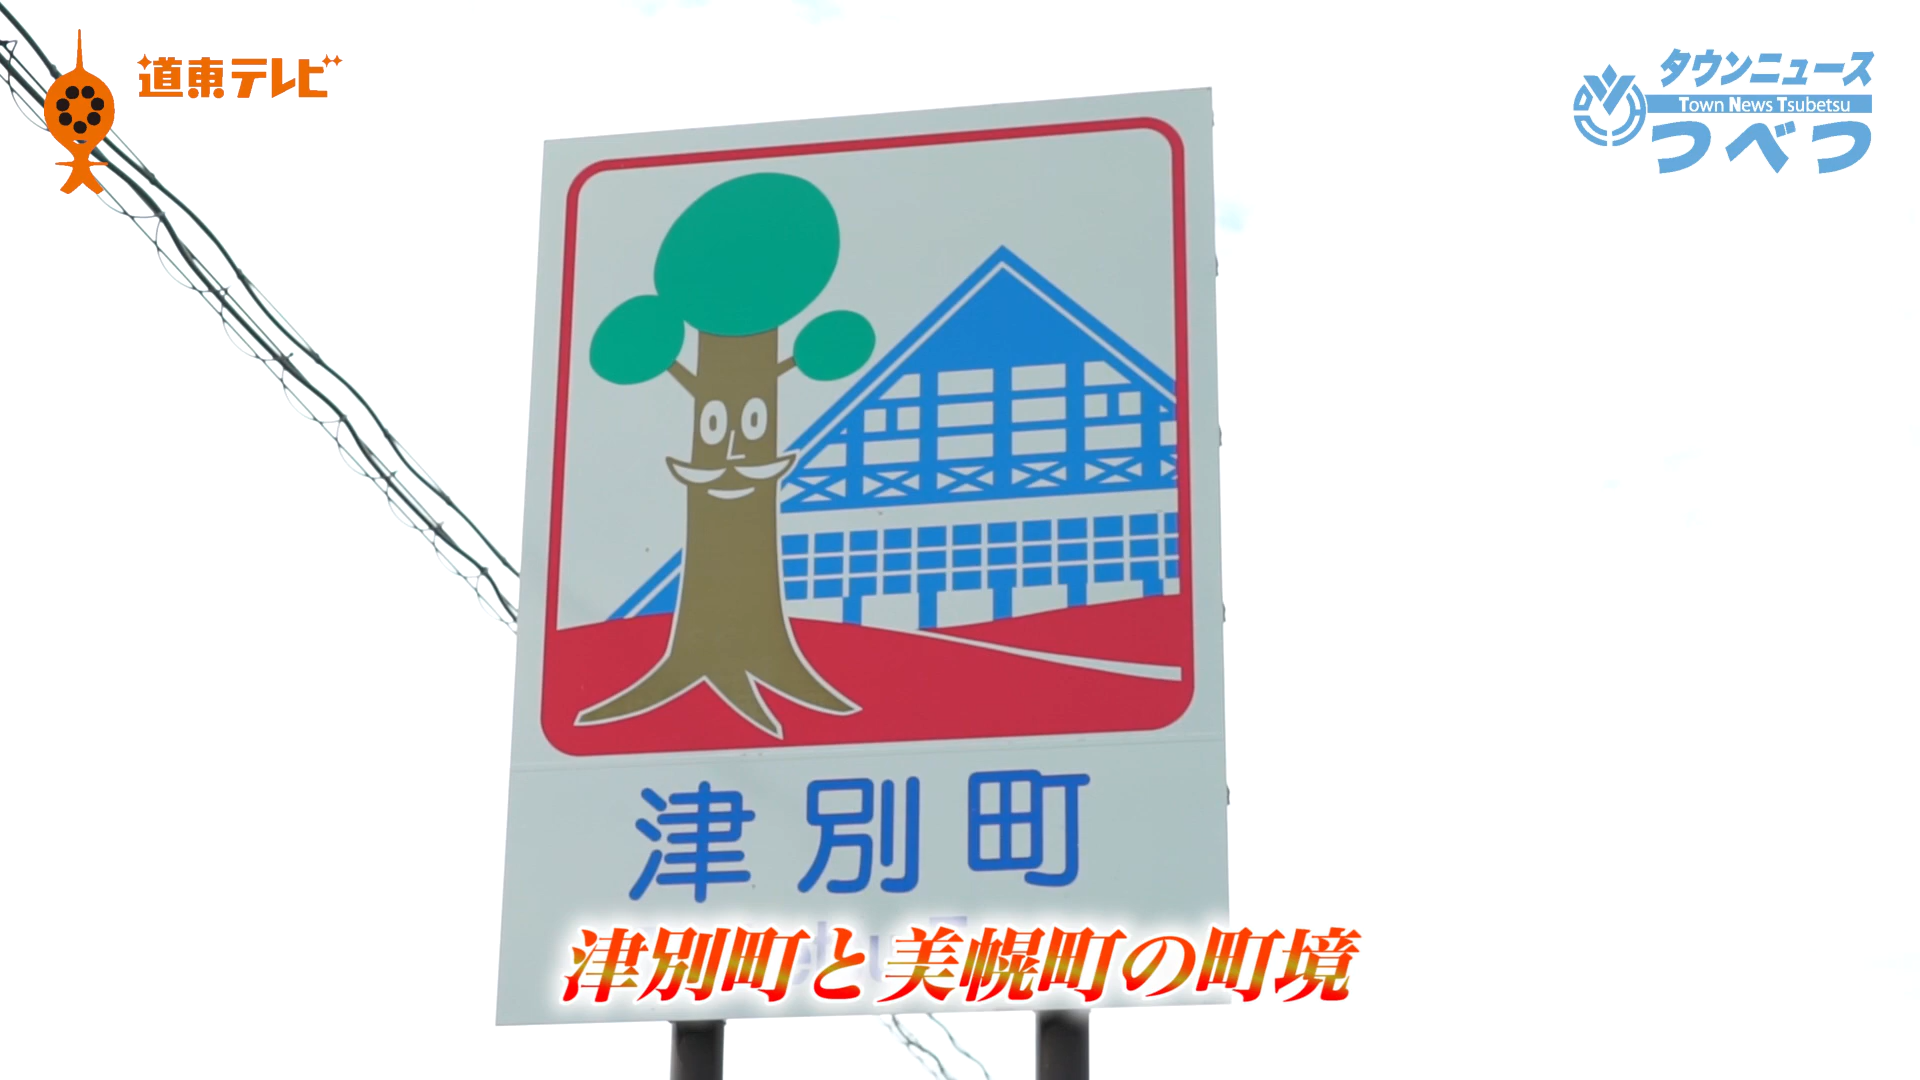 道東テレビ
タウンニュース
Town News Tsubetsu
つべつ
津別町
津別町と美幌町の町境